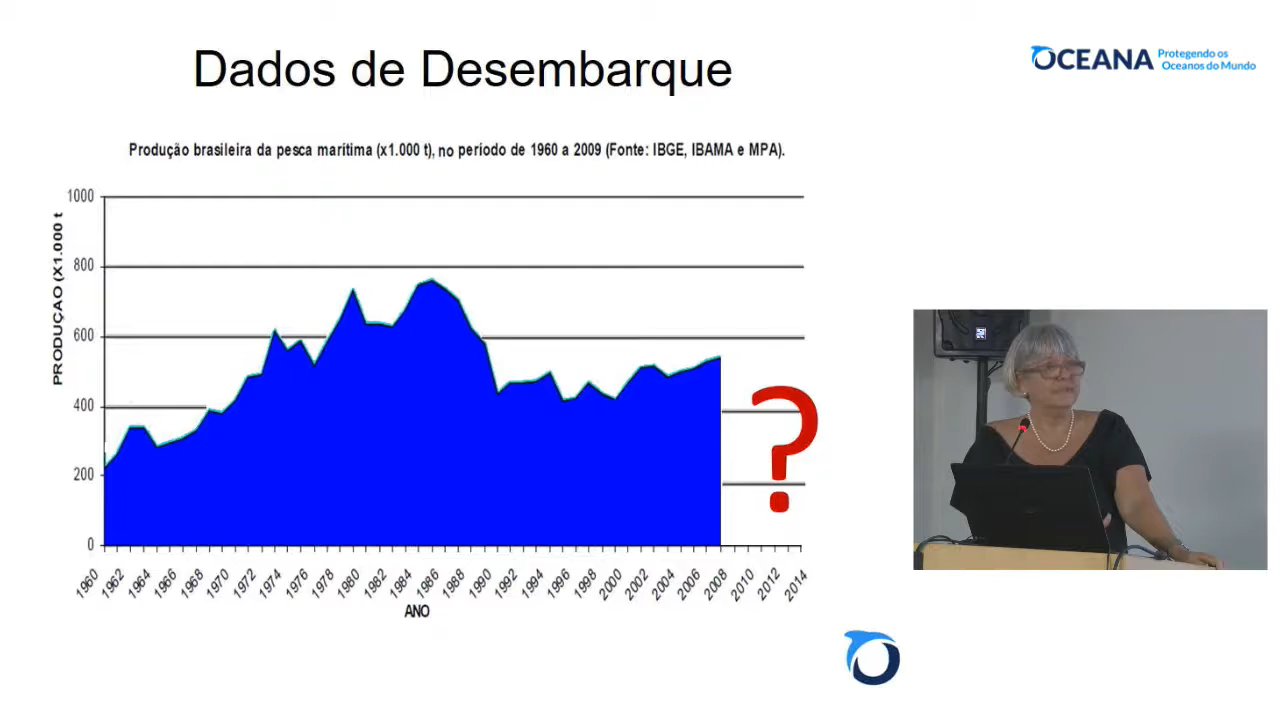 Dados de Desembarque
OCEANA Protegendo os
Oceanos do Mundo
Produção brasileira da pesca marítima (x1.000 t), no período de 1960 a 2009 (Fonte: IBGE, IBAMA e MPA).
PRODUÇÃO (X1.000 t
1000
800
600
400
200
0
?
1960 1962 1964 1966 1968 1970 1972 1974 1976 1978 1980 1982 1984 1986 1988 1990 1992 1994 1996 1998 2000 2002 2004 2006 2008 2010 2012 2014
ANO